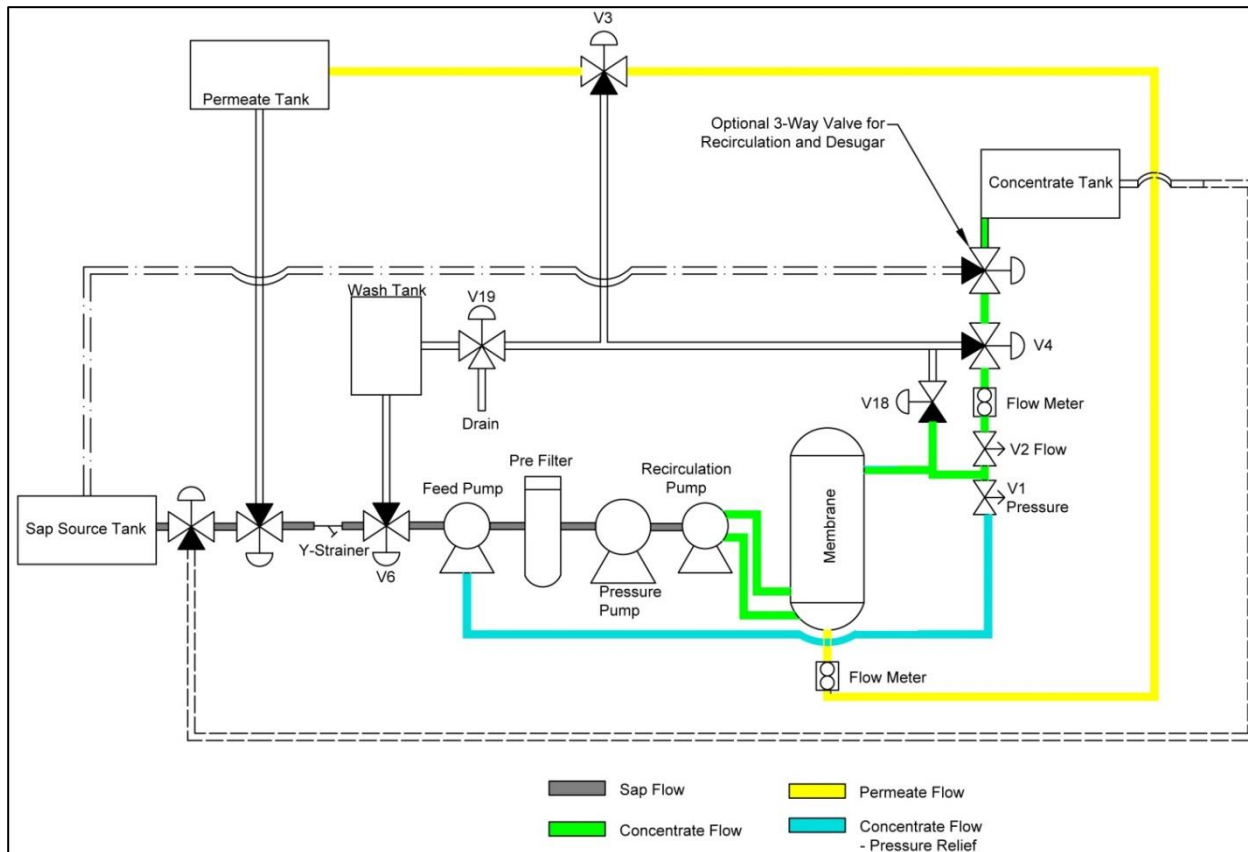 V3
Permeate Tank
Optional 3-Way Valve for
Recirculation and Desugar
Concentrate Tank
Wash Tank
V19
V4
Drain
V18
Flow Meter
Pre Filter
Recirculation
Pump
V2 Flow
Feed Pump
V1
Pressure
Sap Source Tank
Membrane
Y-Strainer
V6
Pressure
Pump
Flow Meter
Sap Flow
Permeate Flow
Concentrate Flow
Concentrate Flow
- Pressure Relief